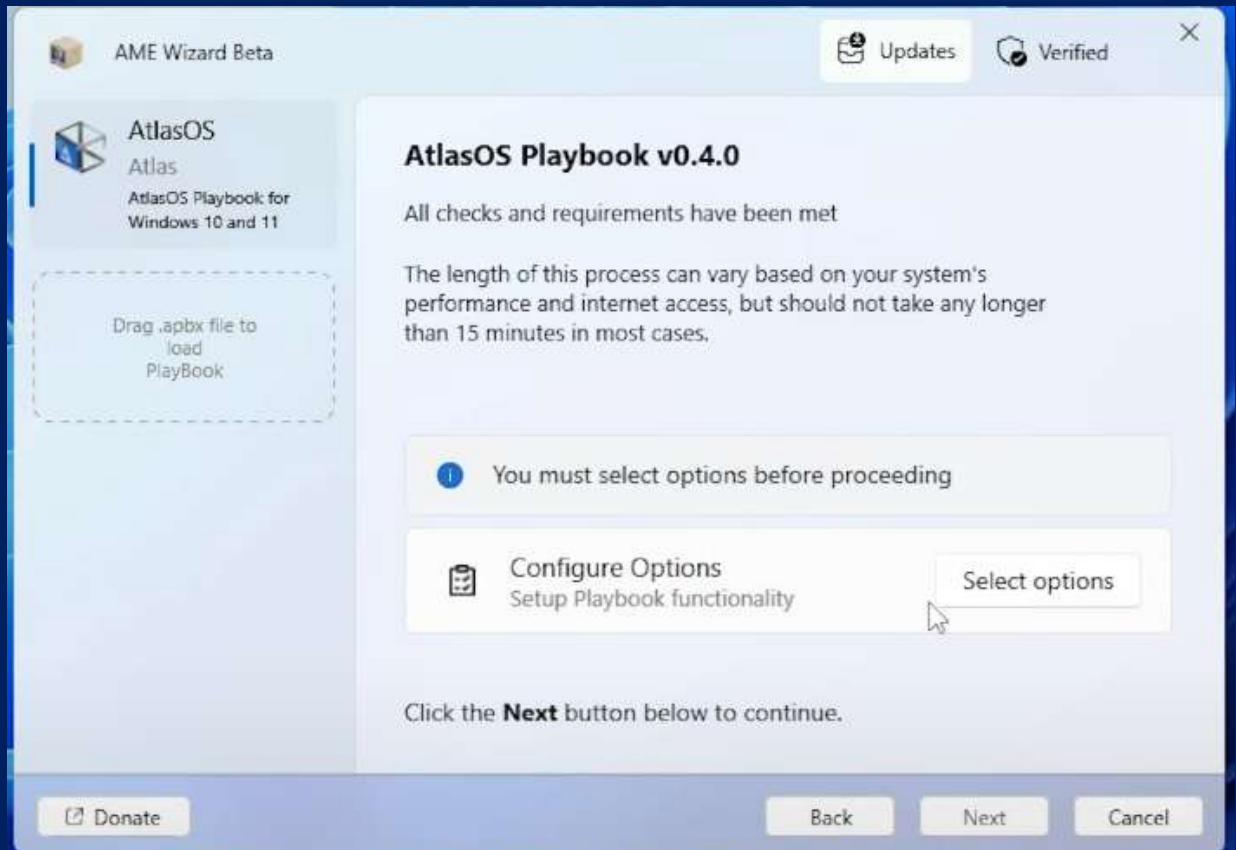 AME Wizard Beta
Updates
Verified
AtlasOS
Atlas
AtlasOS Playbook for
Windows 10 and 11
Drag .apbx file to
load
PlayBook
AtlasOS Playbook v0.4.0
All checks and requirements have been met
The length of this process can vary based on your system's
performance and internet access, but should not take any longer
than 15 minutes in most cases.
You must select options before proceeding
Configure Options
Setup Playbook functionality
Select options
Click the Next button below to continue.
Donate
Back
Next
Cancel